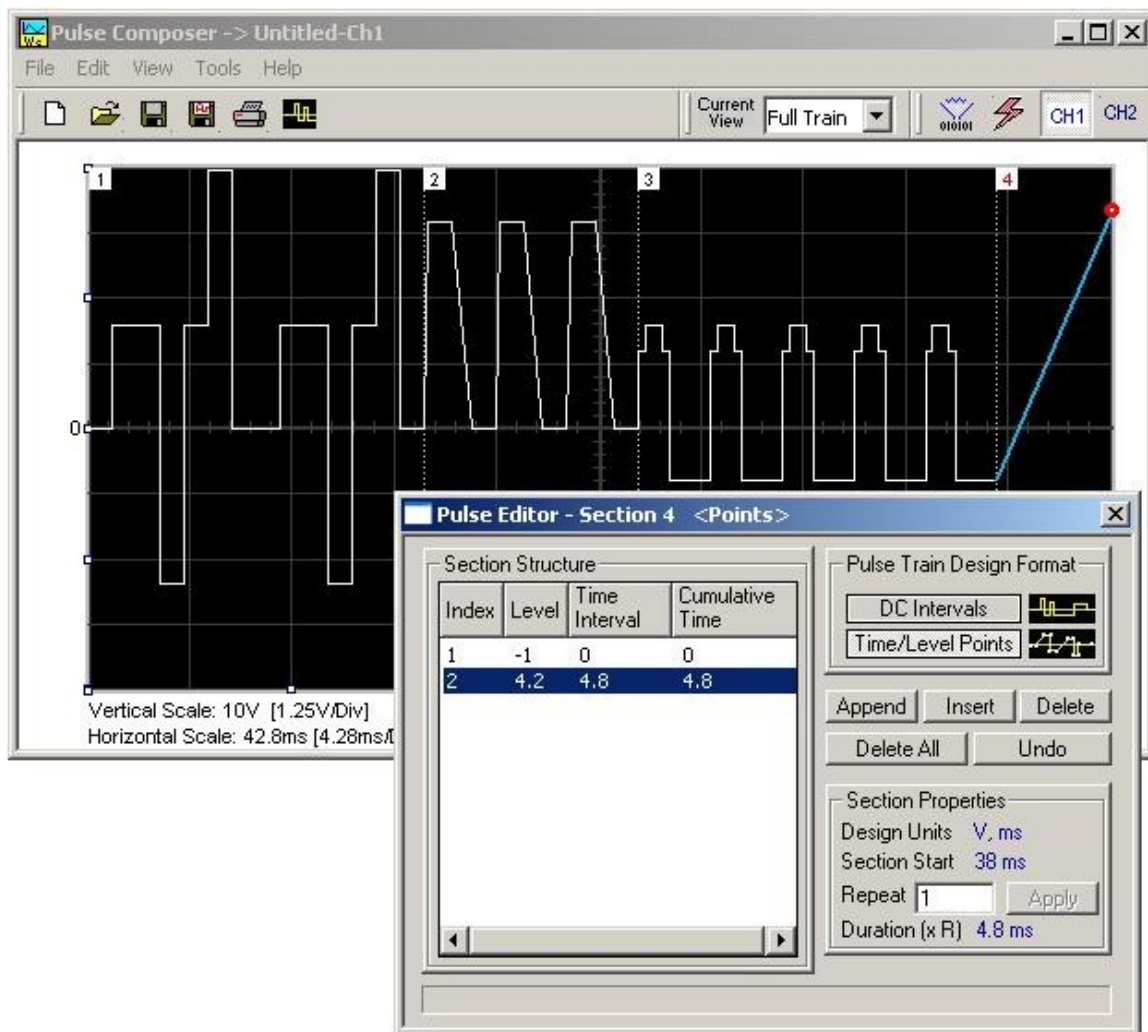 Pulse Composer -> Untitled-Ch1
File Edit View Tools Help
Current View Full Train CH1 CH2
1 2 3 4
0
Vertical Scale: 10V [1.25V/Div]
Horizontal Scale: 42.8ms [4.28ms/
Pulse Editor - Section 4 <Points>
Section Structure
Index Level Time Interval Cumulative Time
1 -1 0 0
2 4.2 4.8 4.8
Pulse Train Design Format
DC Intervals
Time/Level Points
Append Insert Delete
Delete All Undo
Section Properties
Design Units V, ms
Section Start 38 ms
Repeat 1 Apply
Duration (x R) 4.8 ms